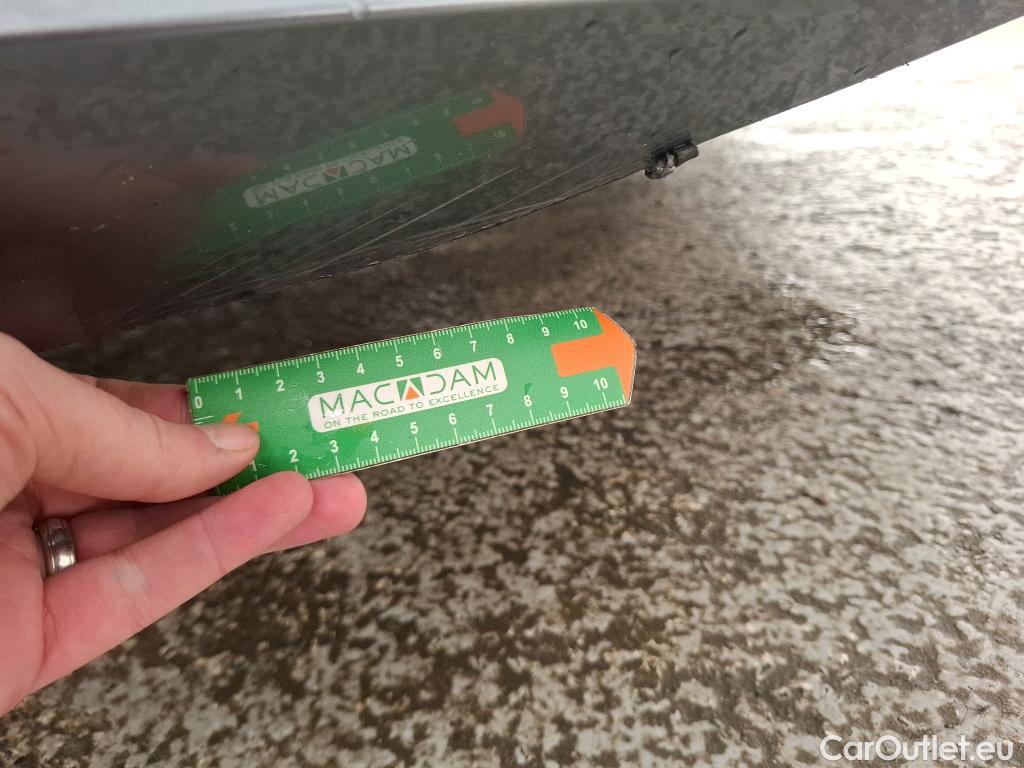 0 1 2 3 4 5 6 7 8 9 10
MACADAM
ON THE ROAD TO EXCELLENCE
1 2 3 4 5 6 7 8 9 10
CarOutlet.eu